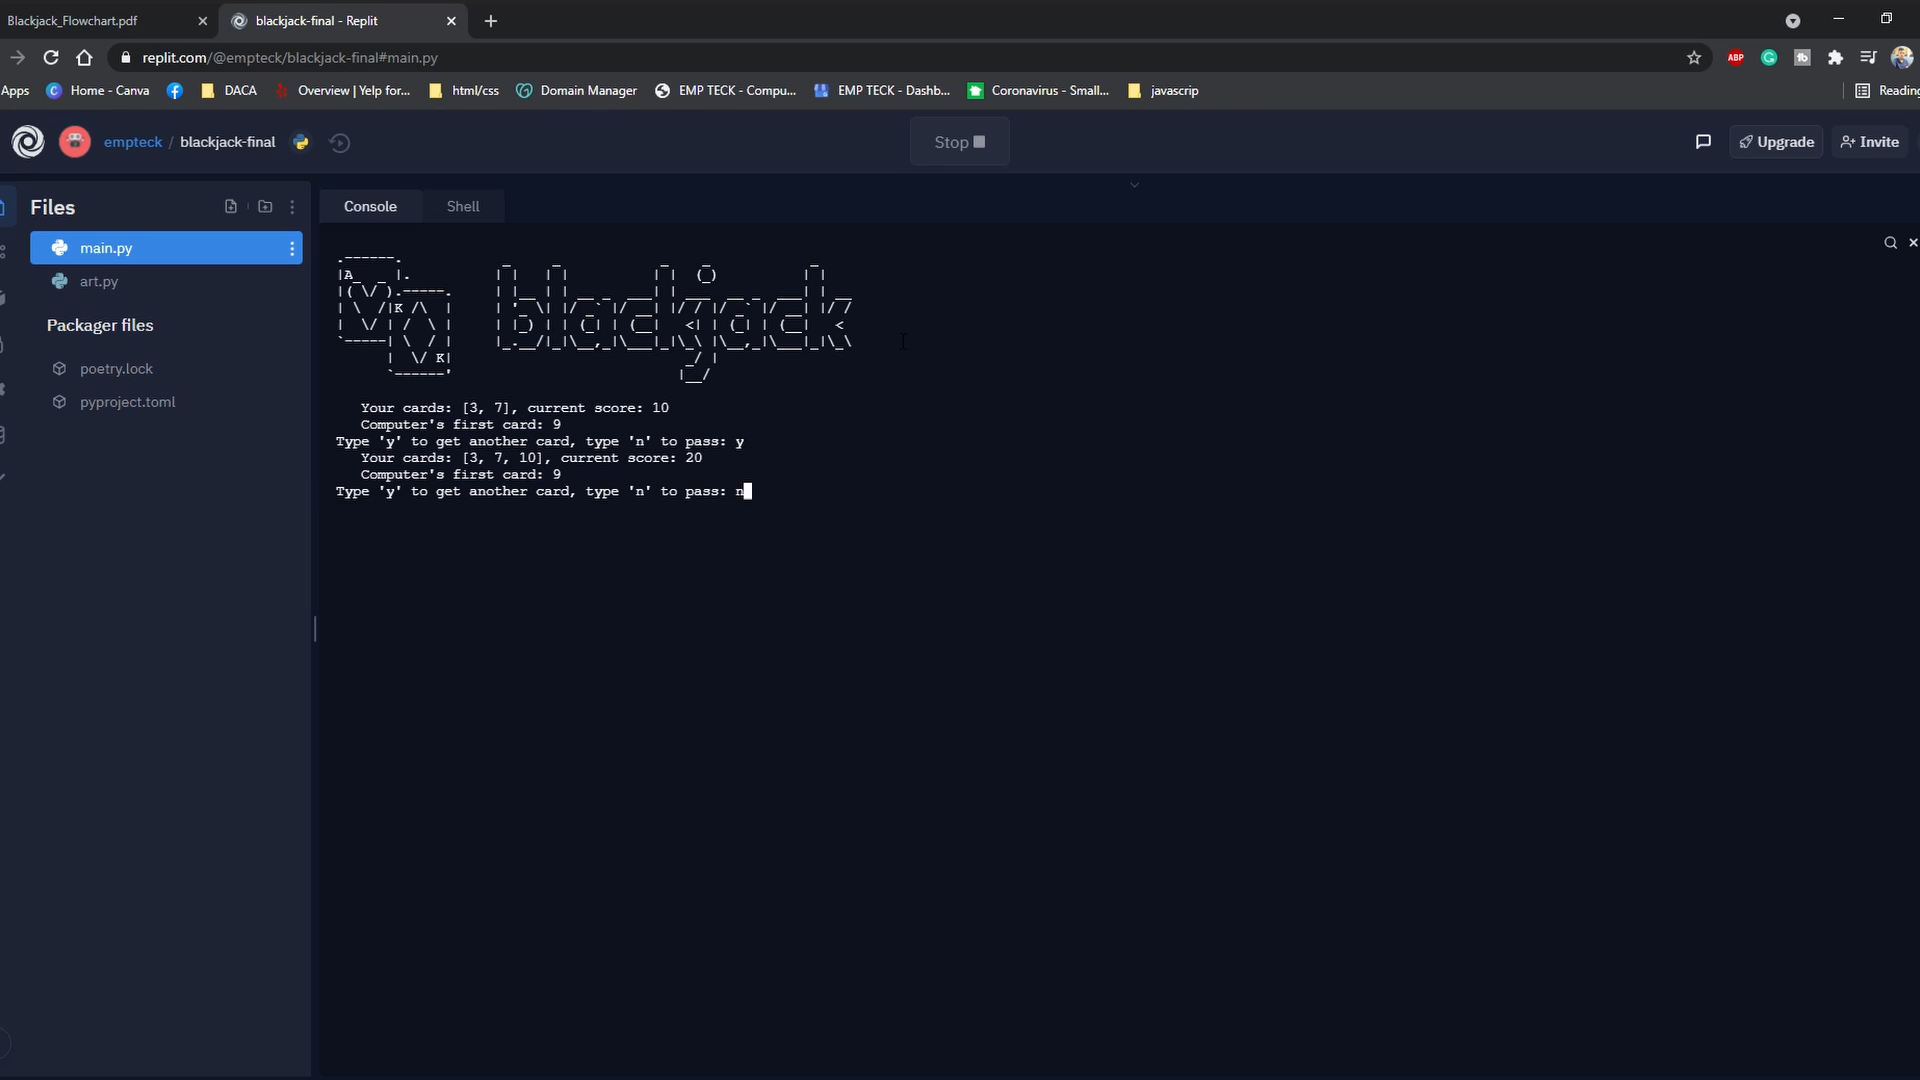 Blackjack_Flowchart.pdf
blackjack-final - Replit
replit.com/@empteck/blackjack-final#main.py
ABP
Apps
Home - Canva
DACA
Overview | Yelp for...
html/css
Domain Manager
EMP TECK - Compu...
EMP TECK - Dashb...
Coronavirus - Small...
javascrip
Reading
empteck / blackjack-final
Stop
Upgrade
Invite
Files
main.py
art.py
Packager files
poetry.lock
pyproject.toml
Console
Shell
A
K
K
blackjack
Your cards: [3, 7], current score: 10
Computer's first card: 9
Type 'y' to get another card, type 'n' to pass: y
Your cards: [3, 7, 10], current score: 20
Computer's first card: 9
Type 'y' to get another card, type 'n' to pass: n